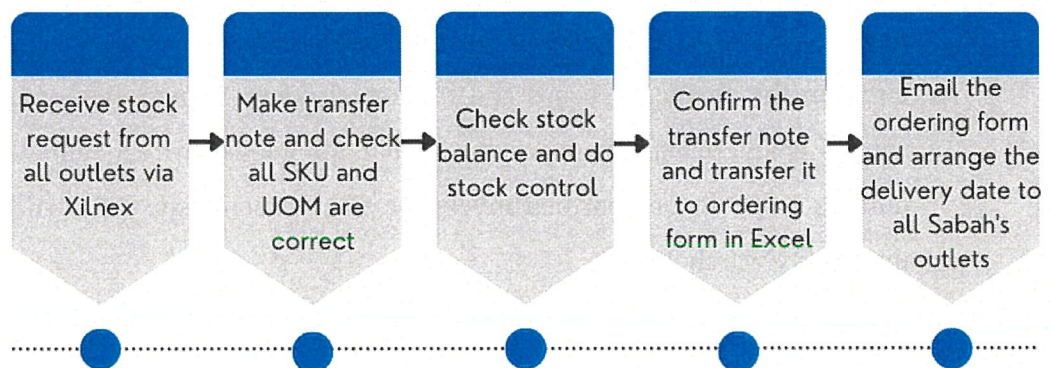 Receive stock
request from
all outlets via
Xilnex
Make transfer
note and check
all SKU and
UOM are
correct
Check stock
balance and do
stock control
Confirm the
transfer note
and transfer it
to ordering
form in Excel
Email the
ordering form
and arrange the
delivery date to
all Sabah's
outlets